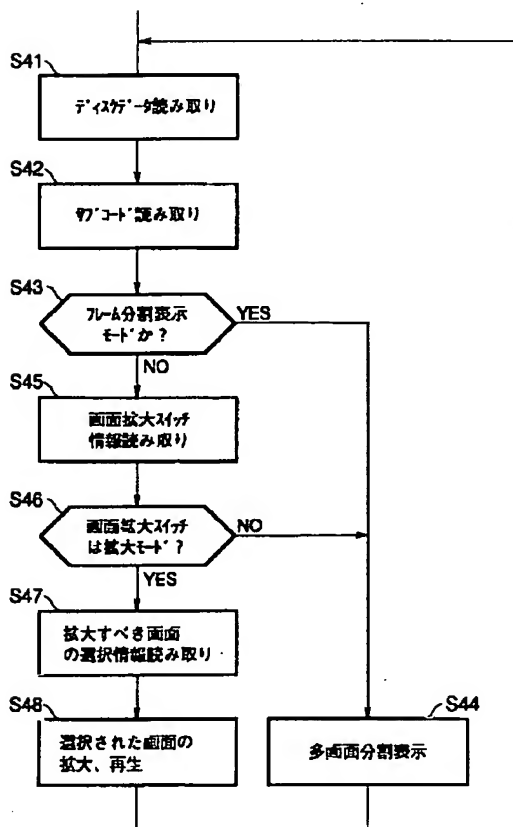 S41
ディスクデータ読み取り
S42
サブコード読み取り
S43
フレーム分割表示
モードか?
YES
NO
S45
画面拡大スイッチ
情報読み取り
S46
画面拡大スイッチ
は拡大モード?
NO
YES
S47
拡大すべき画面
の選択情報読み取り
S48
選択された画面の
拡大、再生
S44
多画面分割表示